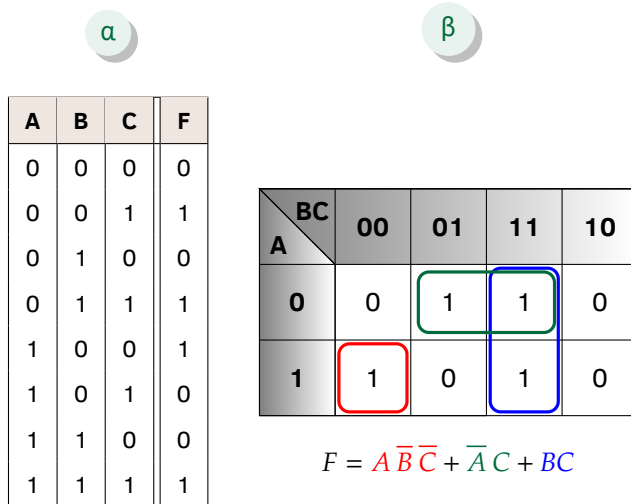 α
β
A B C F
0 0 0 0
0 0 1 1
0 1 0 0
0 1 1 1
1 0 0 1
1 0 1 0
1 1 0 0
1 1 1 1
BC
A
00 01 11 10
0 0 1 1 0
1 1 0 1 0
F = A B̅ C̅ + A̅ C + BC